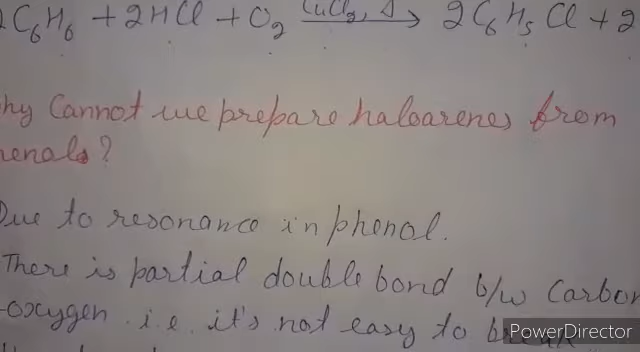 2C6H6 + 2HCl + O2 CuCl2, Δ → 2C6H5Cl + 2
hy Cannot we prepare haloarenes from
henols?
Due to resonance in phenol.
There is partial double bond b/w Carbon
-oxygen. i.e. it's not easy to break
PowerDirector